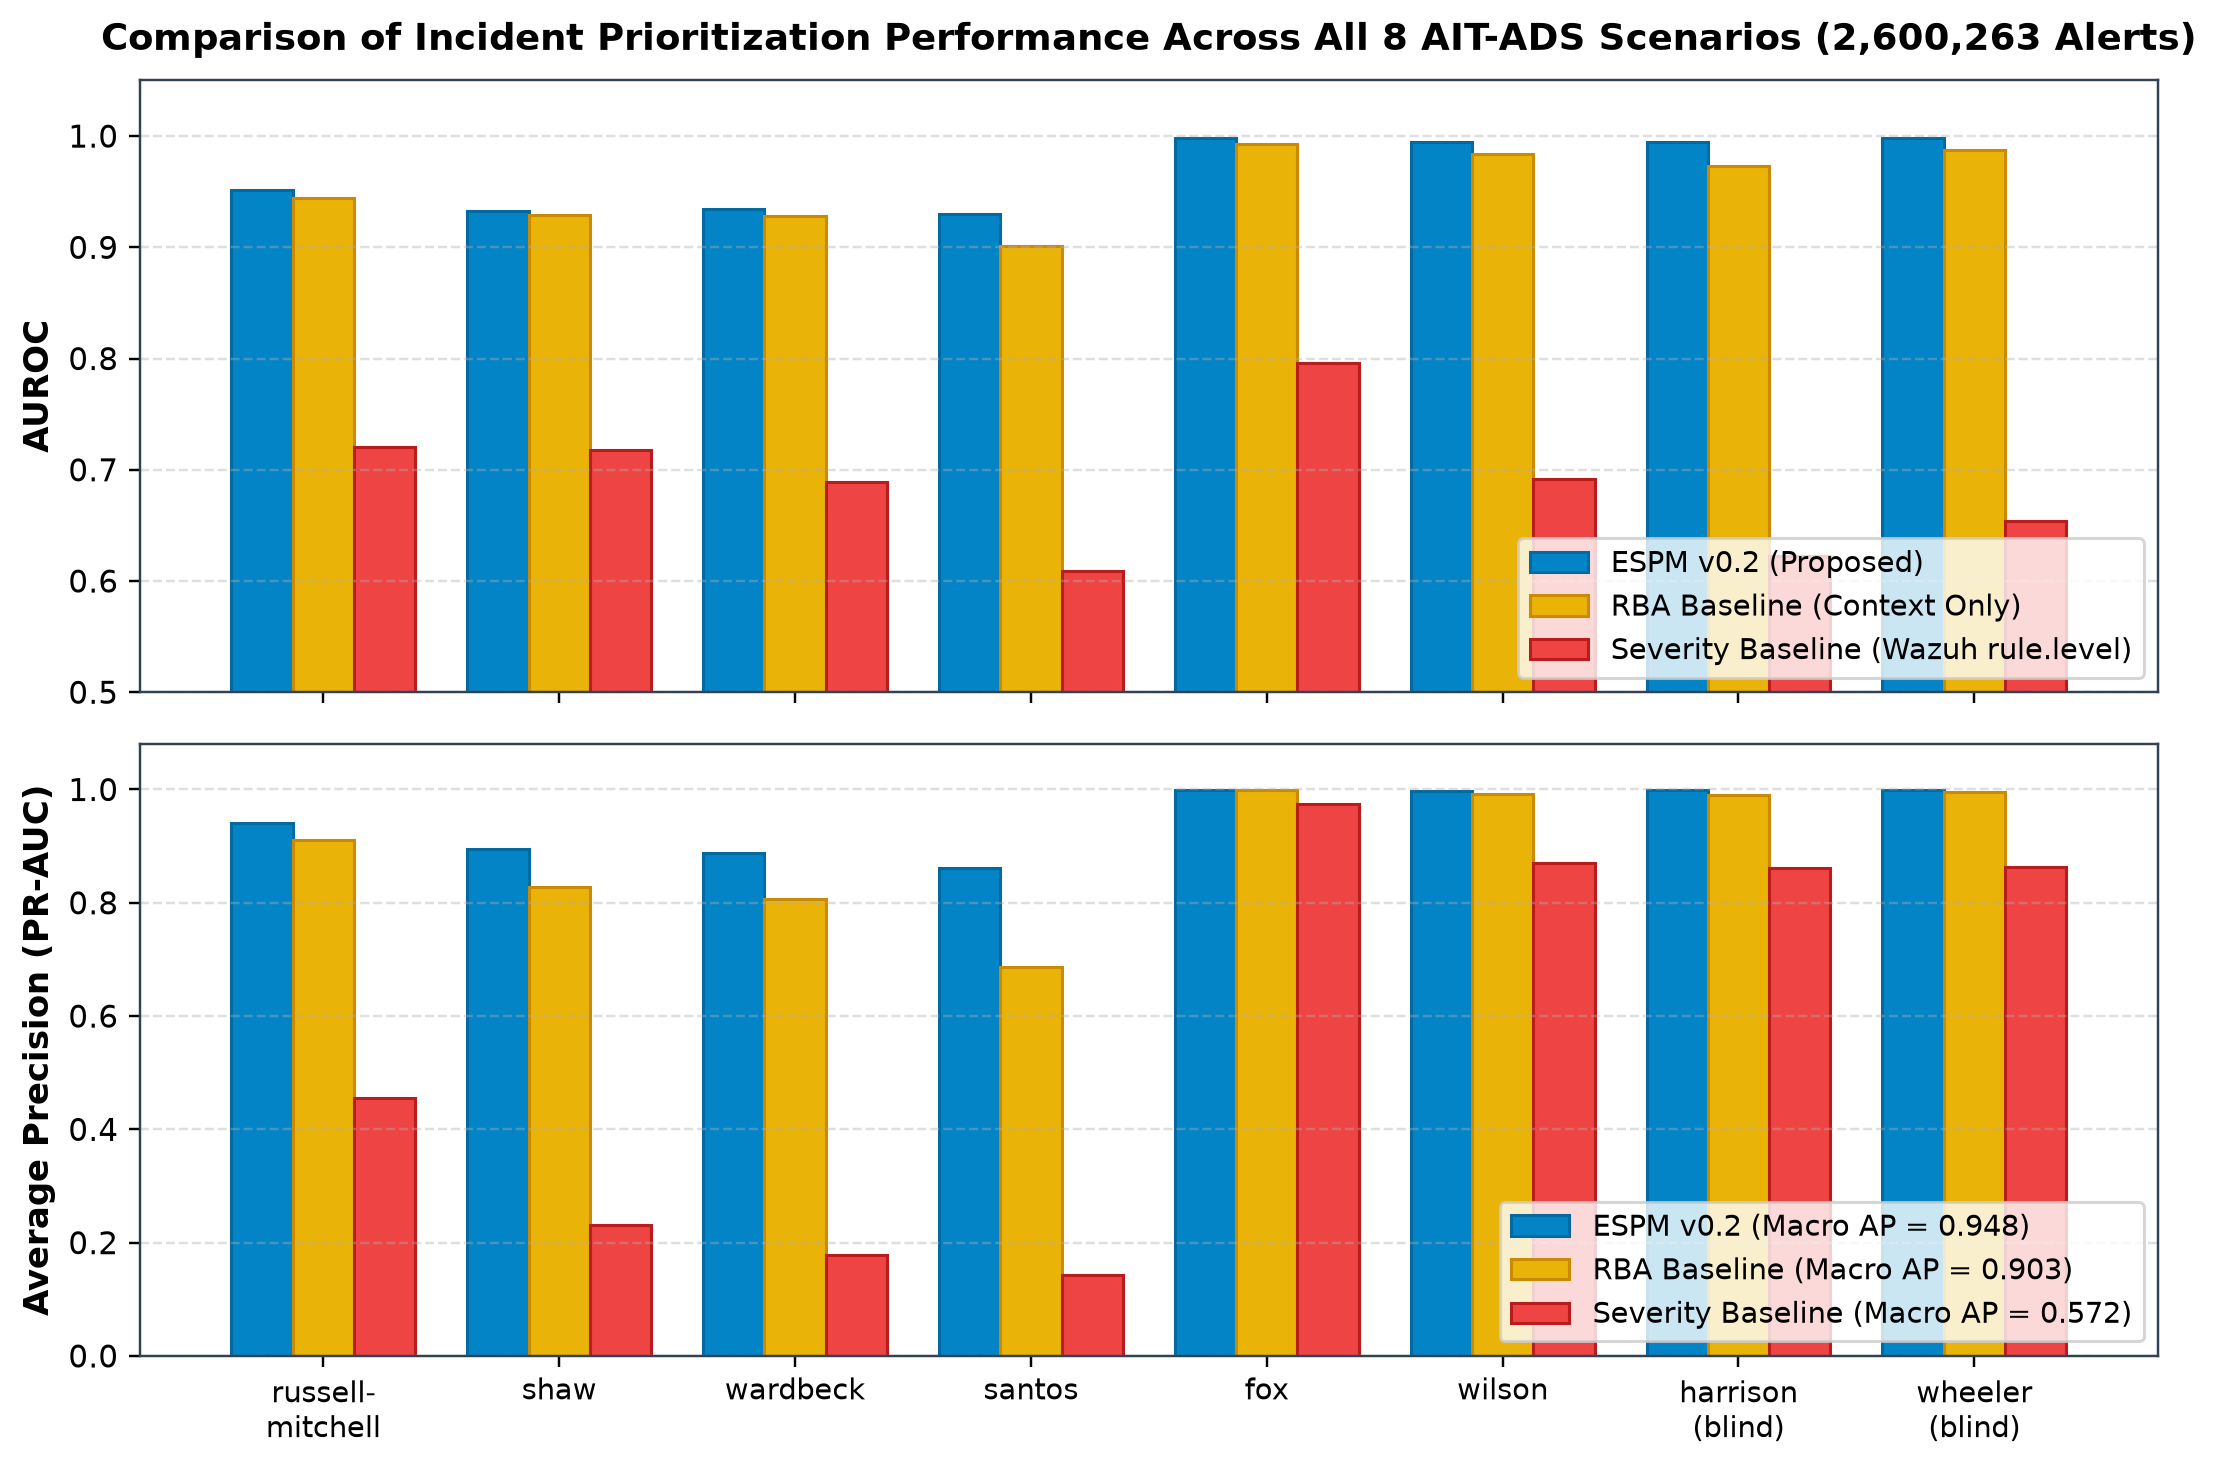 Comparison of Incident Prioritization Performance Across All 8 AIT-ADS Scenarios (2,600,263 Alerts)
AUROC
1.0
0.9
0.8
0.7
0.6
0.5
ESPM v0.2 (Proposed)
RBA Baseline (Context Only)
Severity Baseline (Wazuh rule.level)
Average Precision (PR-AUC)
1.0
0.8
0.6
0.4
0.2
0.0
ESPM v0.2 (Macro AP = 0.948)
RBA Baseline (Macro AP = 0.903)
Severity Baseline (Macro AP = 0.572)
russell-
mitchell
shaw
wardbeck
santos
fox
wilson
harrison
(blind)
wheeler
(blind)